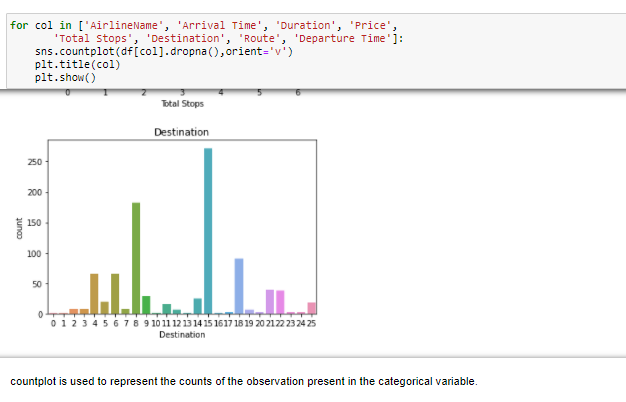 for col in ['AirlineName', 'Arrival Time', 'Duration', 'Price',
'Total Stops', 'Destination', 'Route', 'Departure Time']:
sns.countplot(df[col].dropna(),orient='v')
plt.title(col)
plt.show()
0 1 2 3 4 5 6
Total Stops
Destination
250
200
150
100
50
0
count
0 1 2 3 4 5 6 7 8 9 10 11 12 13 14 15 16 17 18 19 20 21 22 23 24 25
Destination
countplot is used to represent the counts of the observation present in the categorical variable.